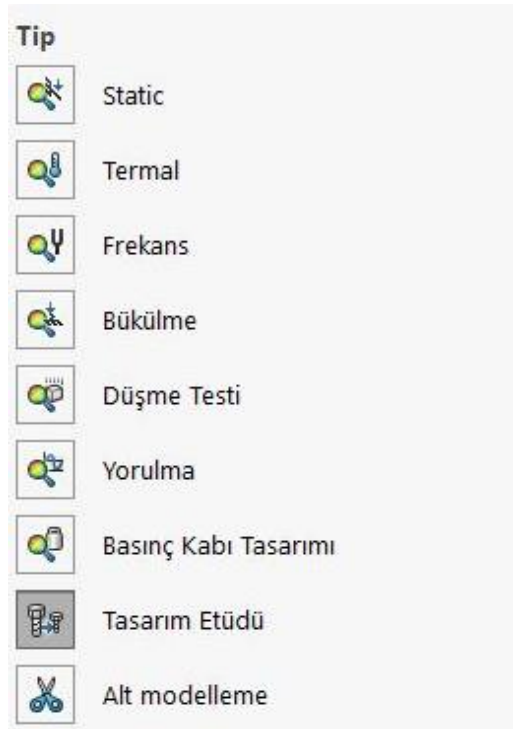 Tip
Static
Termal
Frekans
Bükülme
Düşme Testi
Yorulma
Basınç Kabı Tasarımı
Tasarım Etüdü
Alt modelleme